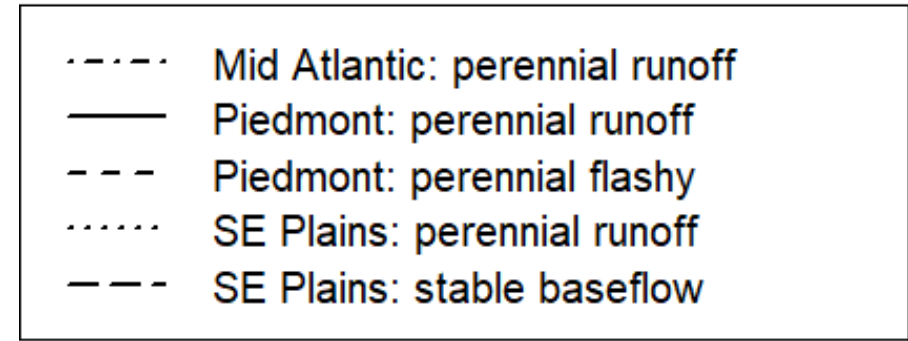 Mid Atlantic: perennial runoff
Piedmont: perennial runoff
Piedmont: perennial flashy
SE Plains: perennial runoff
SE Plains: stable baseflow